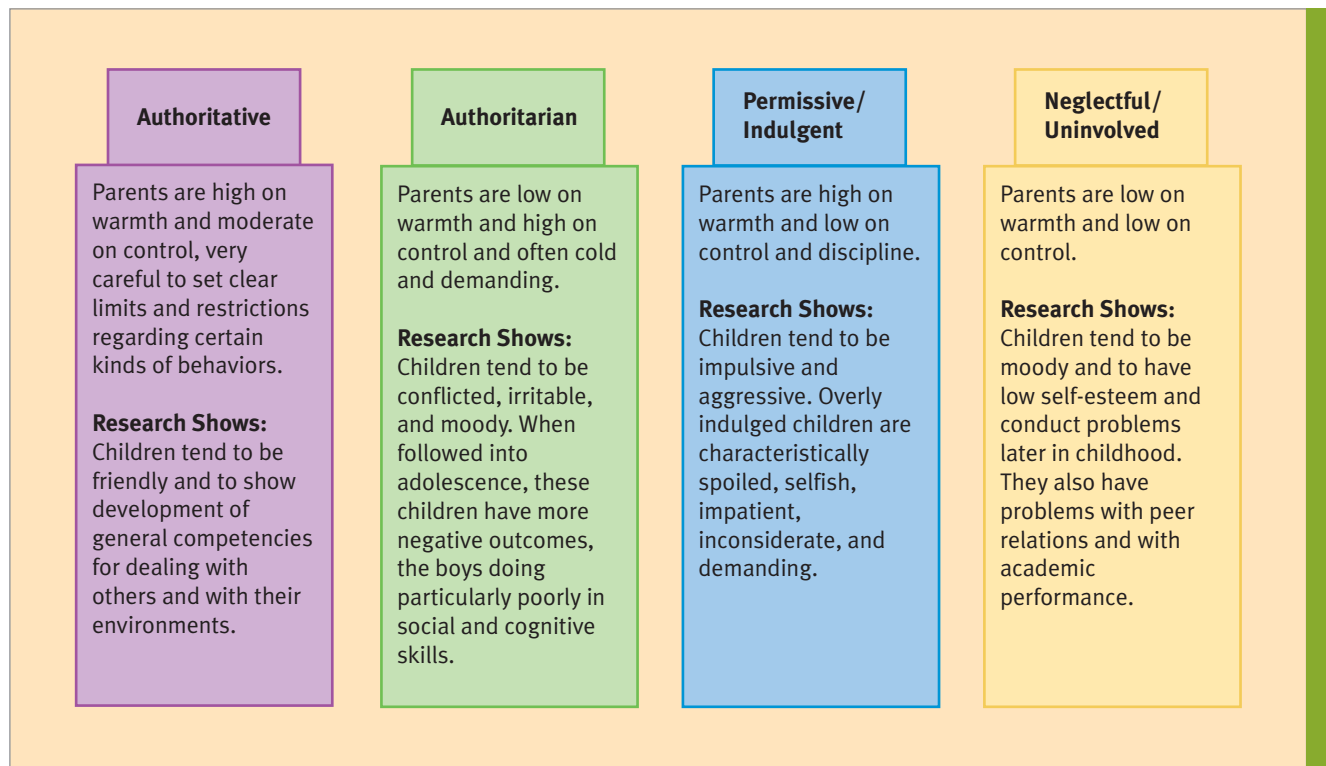 Authoritative
Parents are high on
warmth and moderate
on control, very
careful to set clear
limits and restrictions
regarding certain
kinds of behaviors.
Research Shows:
Children tend to be
friendly and to show
development of
general competencies
for dealing with
others and with their
environments.
Authoritarian
Parents are low on
warmth and high on
control and often cold
and demanding.
Research Shows:
Children tend to be
conflicted, irritable,
and moody. When
followed into
adolescence, these
children have more
negative outcomes,
the boys doing
particularly poorly in
social and cognitive
skills.
Permissive/
Indulgent
Parents are high on
warmth and low on
control and discipline.
Research Shows:
Children tend to be
impulsive and
aggressive. Overly
indulged children are
characteristically
spoiled, selfish,
impatient,
inconsiderate, and
demanding.
Neglectful/
Uninvolved
Parents are low on
warmth and low on
control.
Research Shows:
Children tend to be
moody and to have
low self-esteem and
conduct problems
later in childhood.
They also have
problems with peer
relations and with
academic
performance.